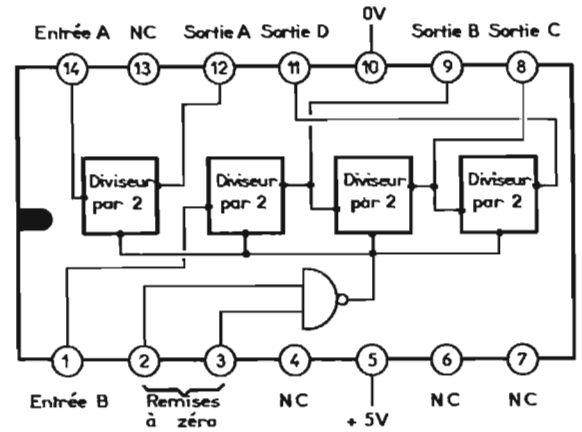 0V
Entrée A NC Sortie A Sortie D Sortie B Sortie C
14 13 12 11 10 9 8
Diviseur par 2
Diviseur par 2
Diviseur par 2
Diviseur par 2
1 2 3 4 5 6 7
Entrée B Remises NC NC NC
à zéro + 5V